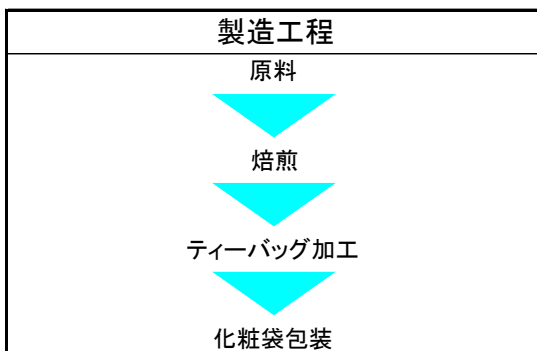 製造工程
原料
焙煎
ティーバッグ加工
化粧袋包装